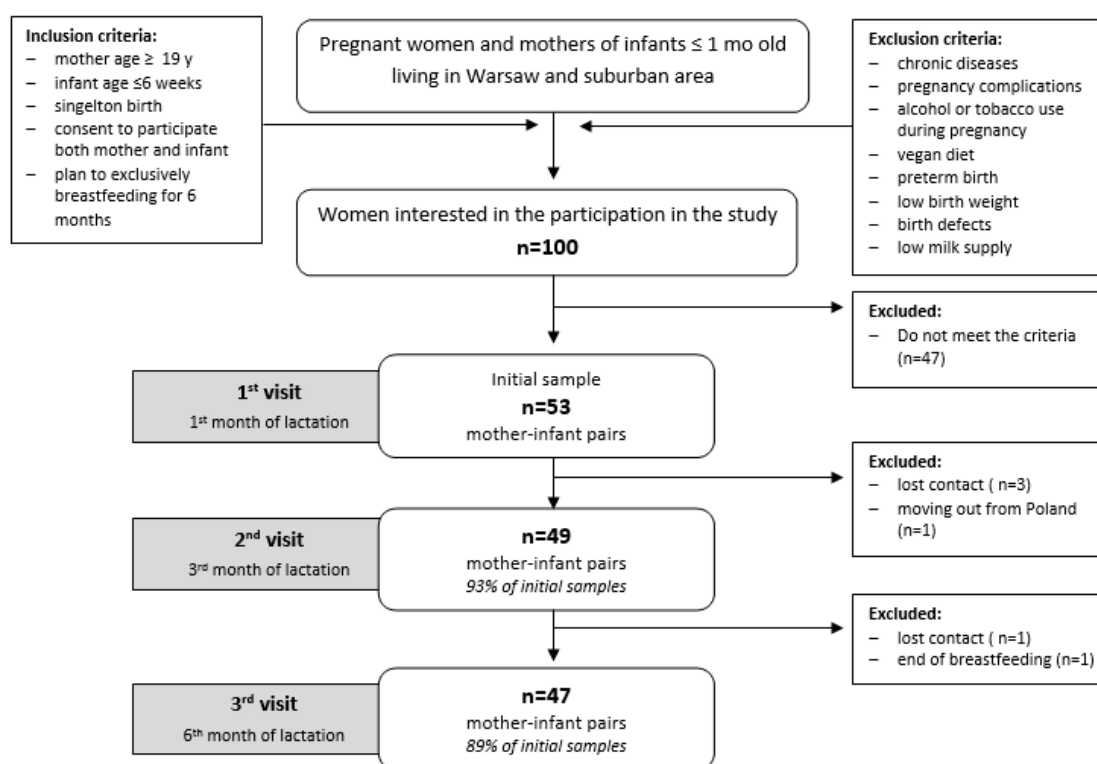 Inclusion criteria:
– mother age ≥ 19 y
– infant age ≤6 weeks
– singelton birth
– consent to participate
both mother and infant
– plan to exclusively
breastfeeding for 6
months
Pregnant women and mothers of infants ≤ 1 mo old
living in Warsaw and suburban area
Exclusion criteria:
– chronic diseases
– pregnancy complications
– alcohol or tobacco use
during pregnancy
– vegan diet
– preterm birth
– low birth weight
– birth defects
– low milk supply
Women interested in the participation in the study
n=100
Excluded:
– Do not meet the criteria
(n=47)
1st visit
1st month of lactation
Initial sample
n=53
mother-infant pairs
Excluded:
– lost contact ( n=3)
– moving out from Poland
(n=1)
2nd visit
3rd month of lactation
n=49
mother-infant pairs
93% of initial samples
Excluded:
– lost contact ( n=1)
– end of breastfeeding (n=1)
3rd visit
6th month of lactation
n=47
mother-infant pairs
89% of initial samples